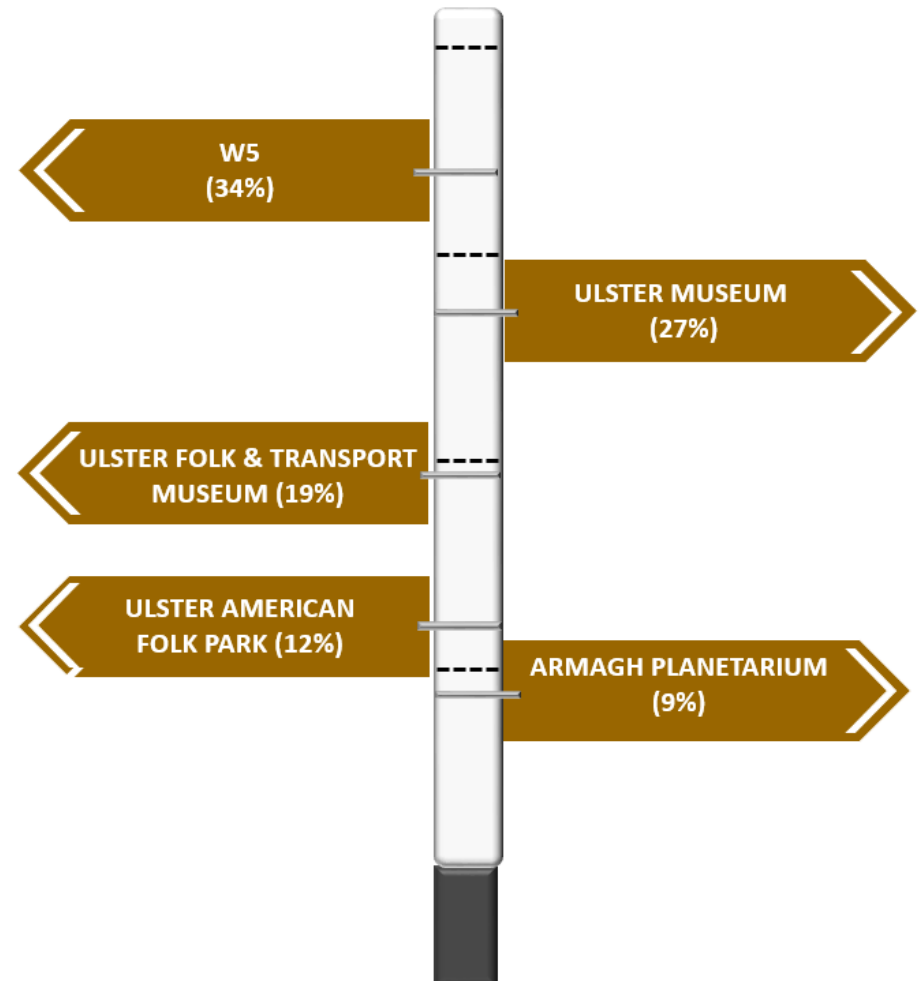 W5
(34%)
ULSTER MUSEUM
(27%)
ULSTER FOLK & TRANSPORT
MUSEUM (19%)
ULSTER AMERICAN
FOLK PARK (12%)
ARMAGH PLANETARIUM
(9%)